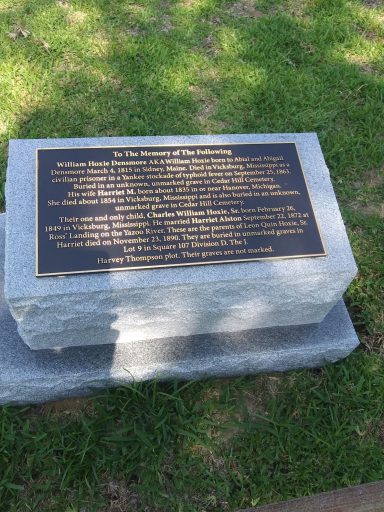 To The Memory of The Following
William Hoxie Densmore AKA William Hoxie born to Abial and Abigail
Densmore March 4, 1815 in Sidney, Maine. Died in Vicksburg, Mississippi as a
civilian prisoner in a Yankee stockade of typhoid fever on September 25, 1863.
Buried in an unknown, unmarked grave in Cedar Hill Cemetery.
His wife Harriet M. born about 1835 in or near Hanover, Michigan.
She died about 1854 in Vicksburg, Mississippi and is also buried in an unknown,
unmarked grave in Cedar Hill Cemetery.
Their one and only child, Charles William Hoxie, Sr. born February 26,
1849 in Vicksburg, Mississippi. He married Harriet Alston September 22, 1872 at
Ross' Landing on the Yazoo River. These are the parents of Leon Quin Hoxie, Sr.
Harriet died on November 23, 1890. They are buried in unmarked graves in
Lot 9 in Square 107 Division D, The J.
Harvey Thompson plot. Their graves are not marked.